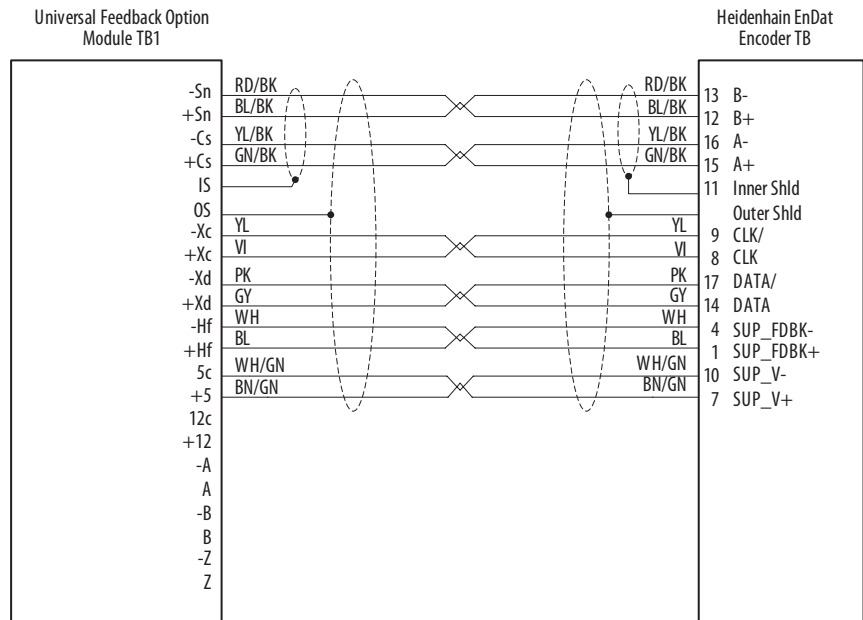 Universal Feedback Option
Module TB1
Heidenhain EnDat
Encoder TB
-Sn RD/BK RD/BK 13 B-
+Sn BL/BK BL/BK 12 B+
-Cs YL/BK YL/BK 16 A-
+Cs GN/BK GN/BK 15 A+
IS 11 Inner Shld
OS Outer Shld
-Xc YL YL 9 CLK/
+Xc VI VI 8 CLK
-Xd PK PK 17 DATA/
+Xd GY GY 14 DATA
-Hf WH WH 4 SUP_FDBK-
+Hf BL BL 1 SUP_FDBK+
5c WH/GN WH/GN 10 SUP_V-
+5 BN/GN BN/GN 7 SUP_V+
12c
+12
-A
A
-B
B
-Z
Z